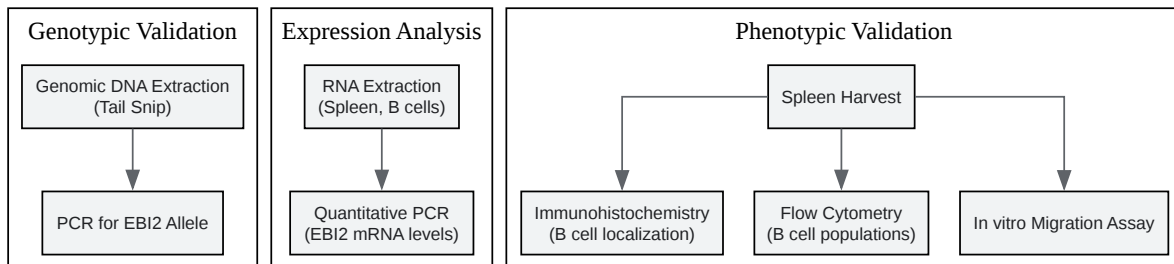 Genotypic Validation
Genomic DNA Extraction
(Tail Snip)
PCR for EBI2 Allele
Expression Analysis
RNA Extraction
(Spleen, B cells)
Quantitative PCR
(EBI2 mRNA levels)
Phenotypic Validation
Spleen Harvest
Immunohistochemistry
(B cell localization)
Flow Cytometry
(B cell populations)
In vitro Migration Assay